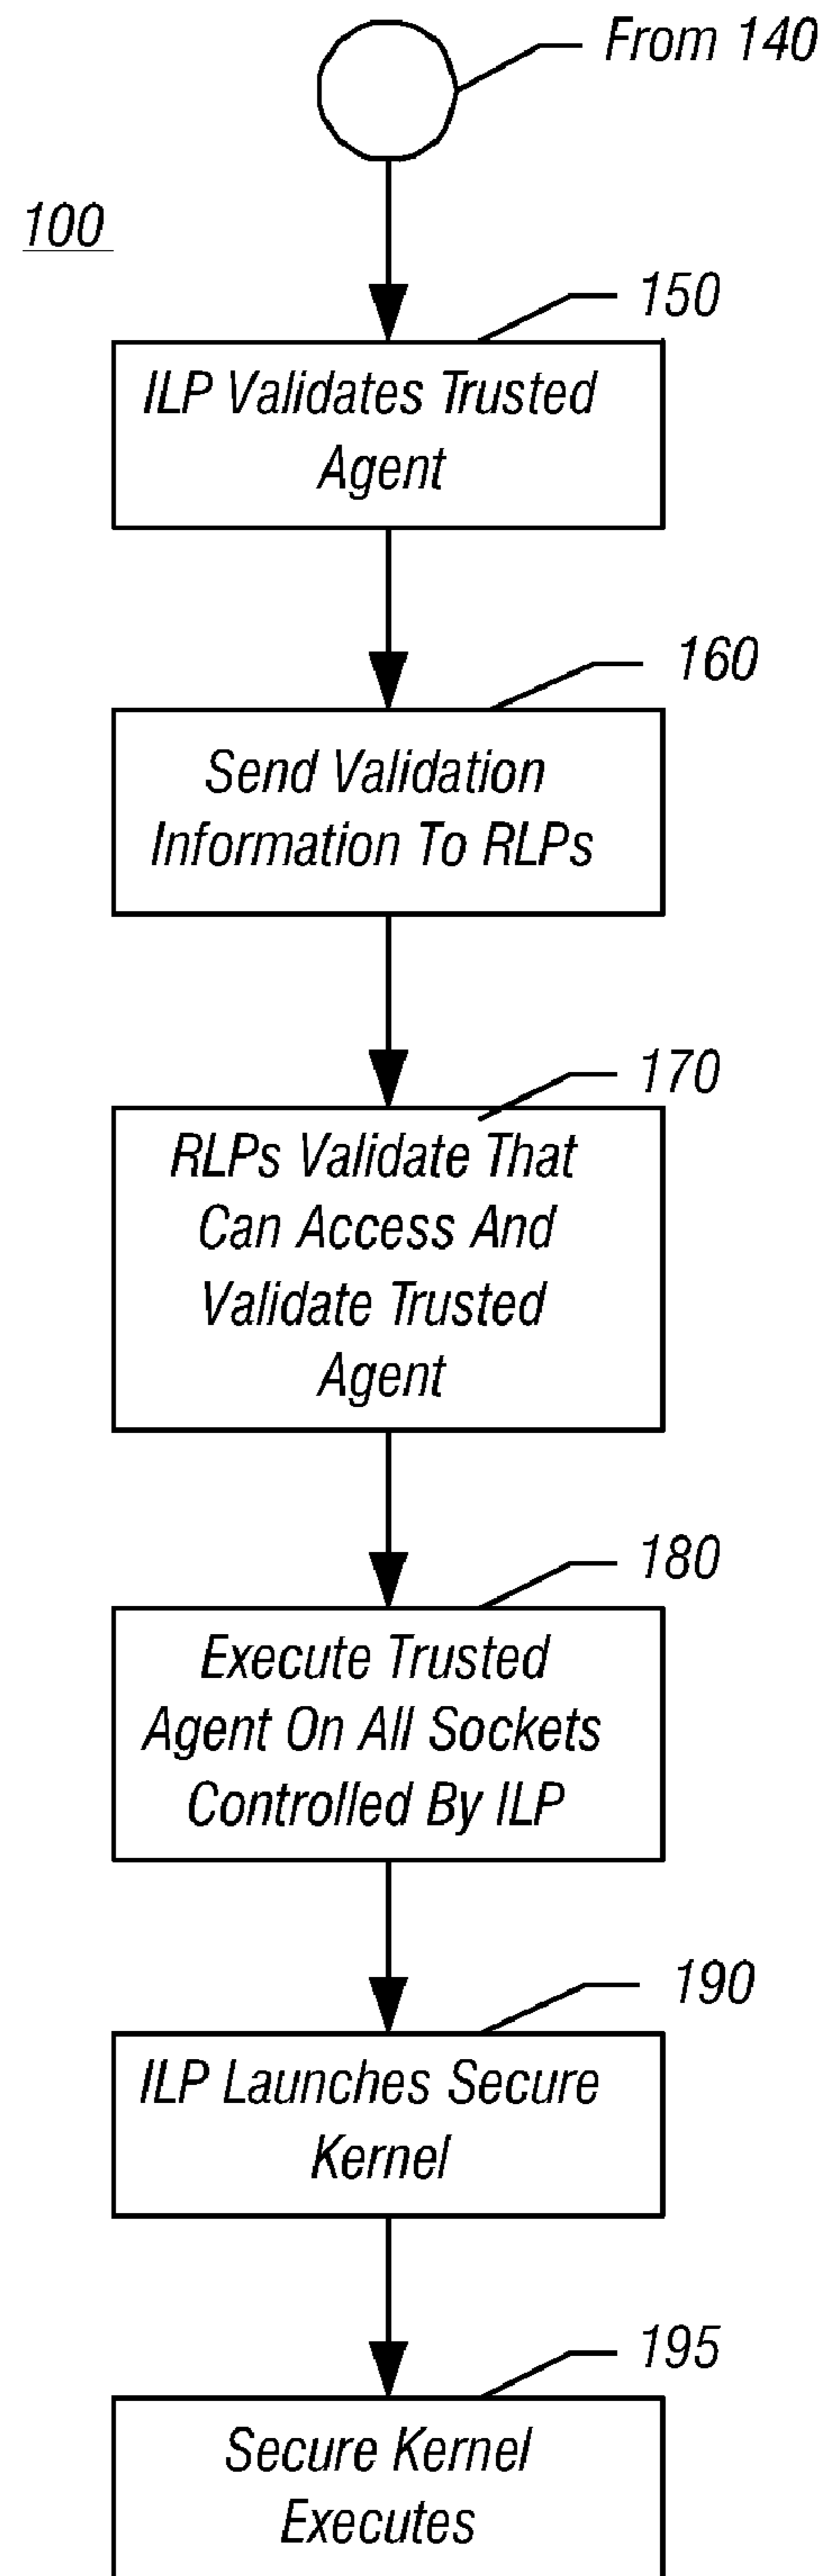 From 140
100
150
ILP Validates Trusted
Agent
160
Send Validation
Information To RLPs
170
RLPs Validate That
Can Access And
Validate Trusted
Agent
180
Execute Trusted
Agent On All Sockets
Controlled By ILP
190
ILP Launches Secure
Kernel
195
Secure Kernel
Executes